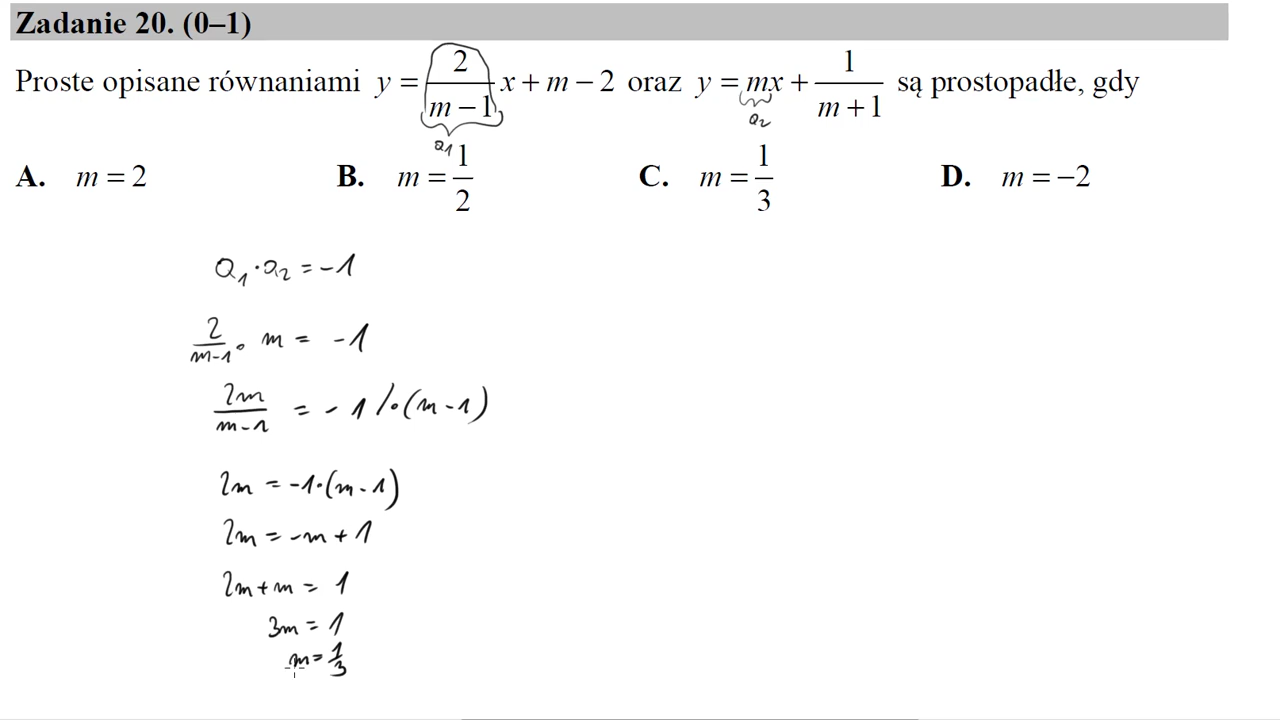 Zadanie 20. (0–1)
Proste opisane równaniami y = 2/(m − 1) x + m − 2 oraz y = mx + 1/(m + 1) są prostopadłe, gdy
a1 a2
A. m = 2 B. m = 1/2 C. m = 1/3 D. m = −2
a1 · a2 = −1
2/(m−1) · m = −1
2m/(m−1) = −1 /·(m−1)
2m = −1·(m−1)
2m = −m + 1
2m + m = 1
3m = 1
m = 1/3